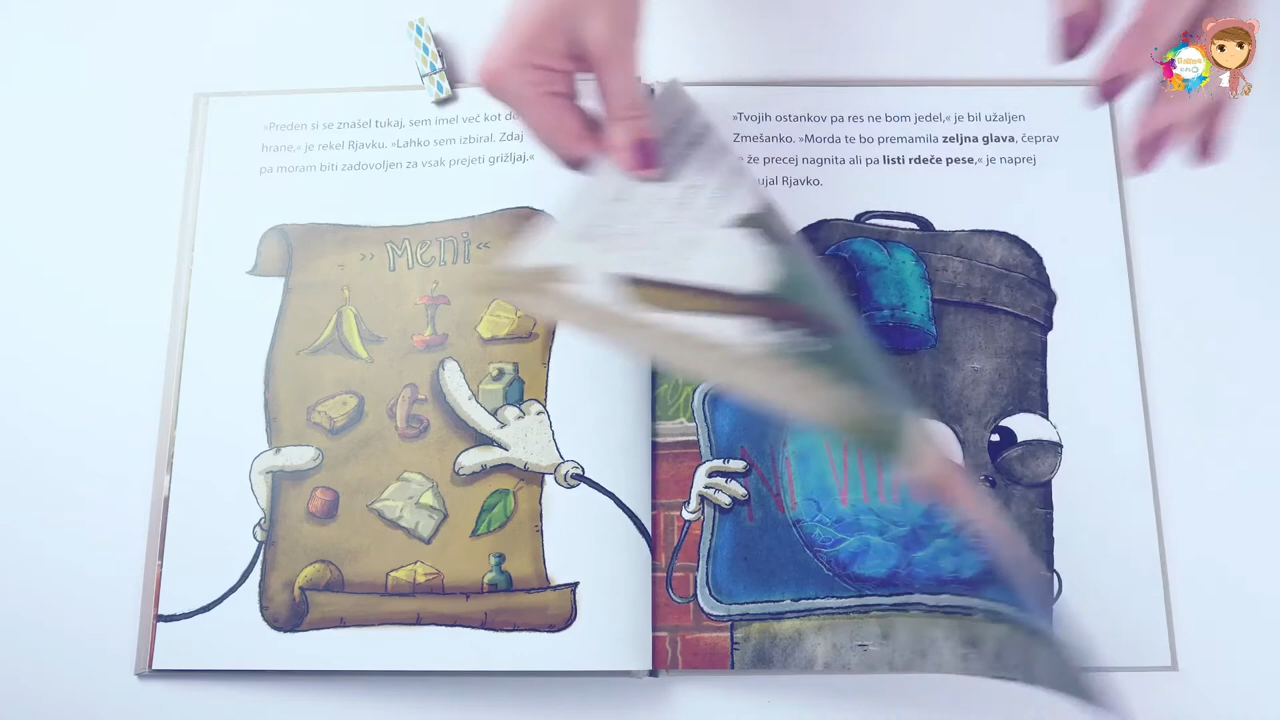 »Preden si se znašel tukaj, sem imel več kot
hrane,« je rekel Rjavku. »Lahko sem izbiral. Zdaj
pa moram biti zadovoljen za vsak prejeti grižljaj,«
»Tvojih ostankov pa res ne bom jedel,« je bil užaljen
Zmešanko. »Morda te bo premamila zeljna glava, čeprav
že precej nagnita ali pa listi rdeče pese,« je naprej
Rjavko.
»Meni«
NI